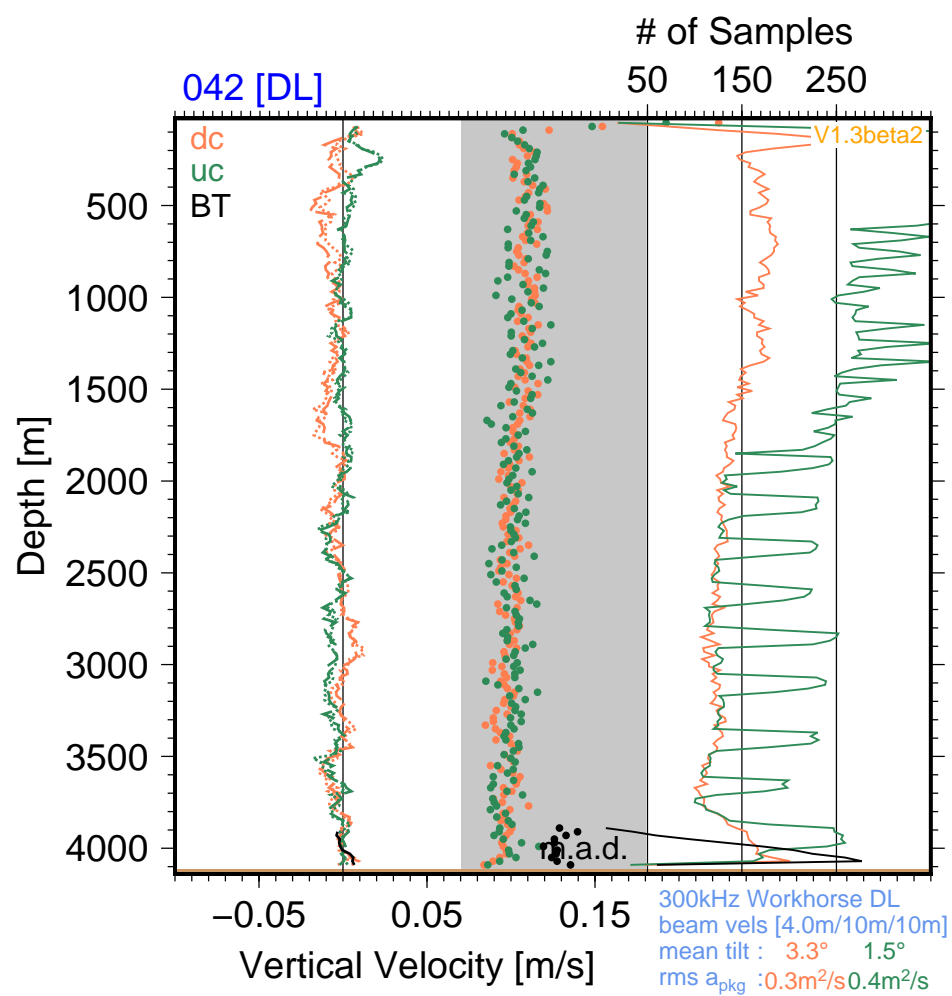 # of Samples
50 150 250
042 [DL]
dc
uc
BT
V1.3beta2
500
1000
1500
2000
2500
3000
3500
4000
Depth [m]
m.a.d.
−0.05 0.05 0.15
Vertical Velocity [m/s]
300kHz Workhorse DL
beam vels [4.0m/10m/10m]
mean tilt : 3.3° 1.5°
rms a_pkg :0.3m²/s 0.4m²/s